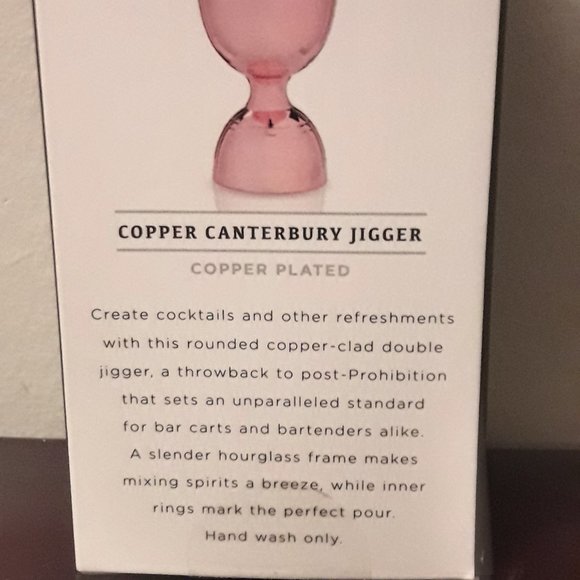 COPPER CANTERBURY JIGGER
COPPER PLATED
Create cocktails and other refreshments
with this rounded copper-clad double
jigger, a throwback to post-Prohibition
that sets an unparalleled standard
for bar carts and bartenders alike.
A slender hourglass frame makes
mixing spirits a breeze, while inner
rings mark the perfect pour.
Hand wash only.